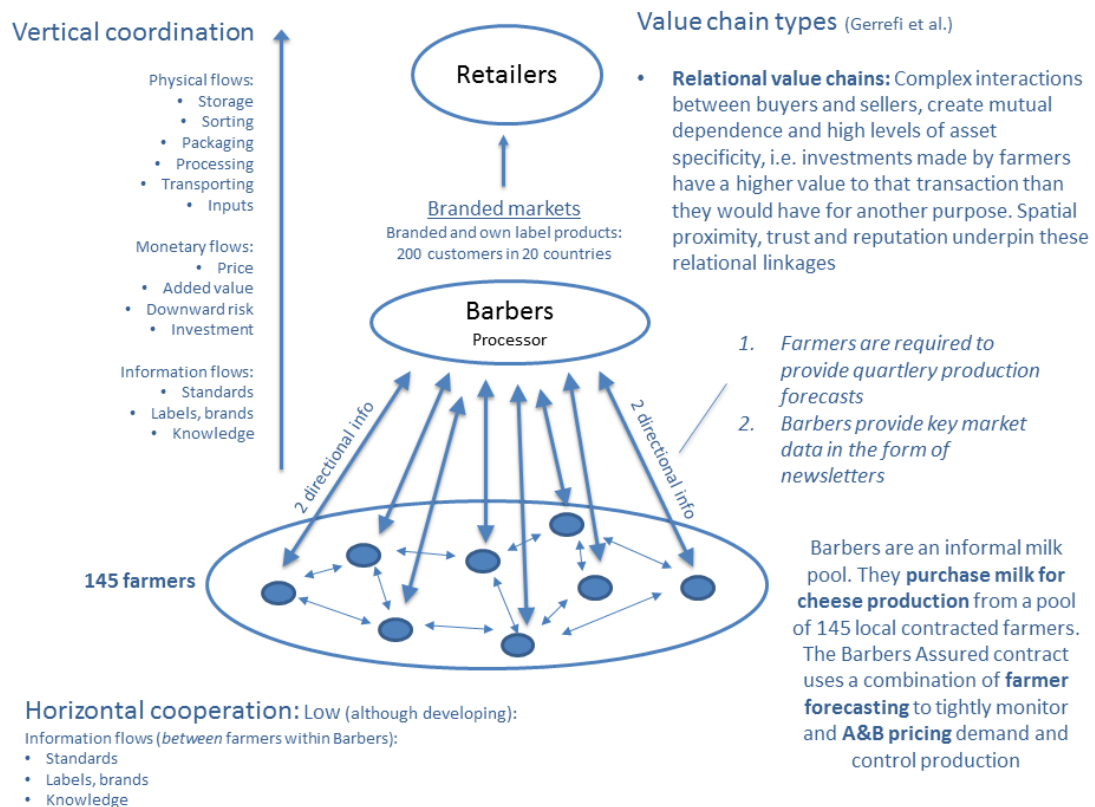 Vertical coordination
Physical flows:
• Storage
• Sorting
• Packaging
• Processing
• Transporting
• Inputs
Monetary flows:
• Price
• Added value
• Downward risk
• Investment
Information flows:
• Standards
• Labels, brands
• Knowledge
Retailers
Branded markets
Branded and own label products:
200 customers in 20 countries
Barbers
Processor
2 directional info
2 directional info
145 farmers
Value chain types (Gerrefi et al.)
• Relational value chains: Complex interactions
between buyers and sellers, create mutual
dependence and high levels of asset
specificity, i.e. investments made by farmers
have a higher value to that transaction than
they would have for another purpose. Spatial
proximity, trust and reputation underpin these
relational linkages
1. Farmers are required to
provide quartlery production
forecasts
2. Barbers provide key market
data in the form of
newsletters
Barbers are an informal milk
pool. They purchase milk for
cheese production from a pool
of 145 local contracted farmers.
The Barbers Assured contract
uses a combination of farmer
forecasting to tightly monitor
and A&B pricing demand and
control production
Horizontal cooperation: Low (although developing):
Information flows (between farmers within Barbers):
• Standards
• Labels, brands
• Knowledge